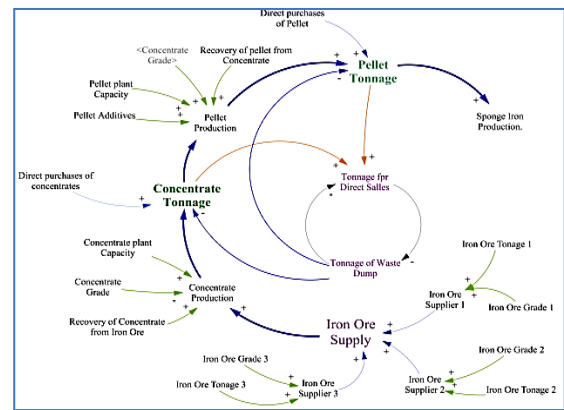 Direct purchases
of Pellet
<Concentrate
Grade>
Recovery of pellet from
Concentrate
+
+
Pellet
Tonnage
-
Pellet plant
Capacity
+
+
+
+
Pellet Additives
+
Pellet
Production
+
Sponge Iron
Production.
+
+
Tonnage fpr
Direct Salles
-
Direct purchases of
concentrates
+
Concentrate
Tonnage
-
Tonnage of Waste
Dump
-
Concentrate plant
Capacity
+
Concentrate
Grade
-
Concentrate
Production
+
Recovery of Concentrate
from Iron Ore
+
Iron Ore Tonage 1
+
+
Iron Ore
Supplier 1
Iron Ore Grade 1
Iron Ore
Supply
+
+
+
Iron Ore Grade 2
+
Iron Ore
Supplier 2
+
Iron Ore Tonage 2
Iron Ore Grade 3
+
Iron Ore Tonage 3
+
Iron Ore
Supplier 3